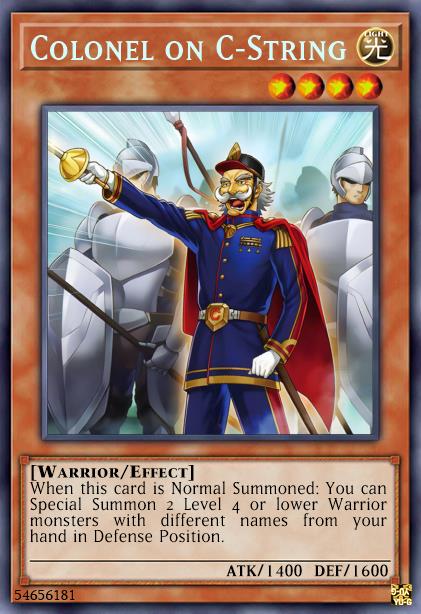 Colonel on C-String
LIGHT
光
[Warrior/Effect]
When this card is Normal Summoned: You can
Special Summon 2 Level 4 or lower Warrior
monsters with different names from your
hand in Defense Position.
ATK/1400 DEF/1600
54656181